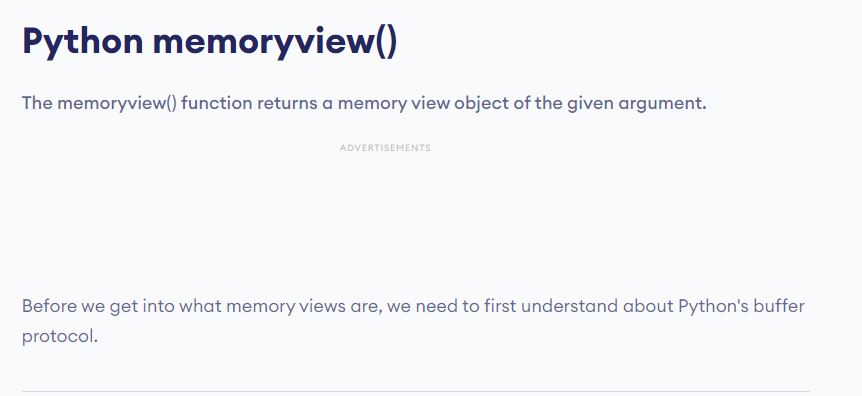 Python memoryview()
The memoryview() function returns a memory view object of the given argument.
ADVERTISEMENTS
Before we get into what memory views are, we need to first understand about Python's buffer
protocol.